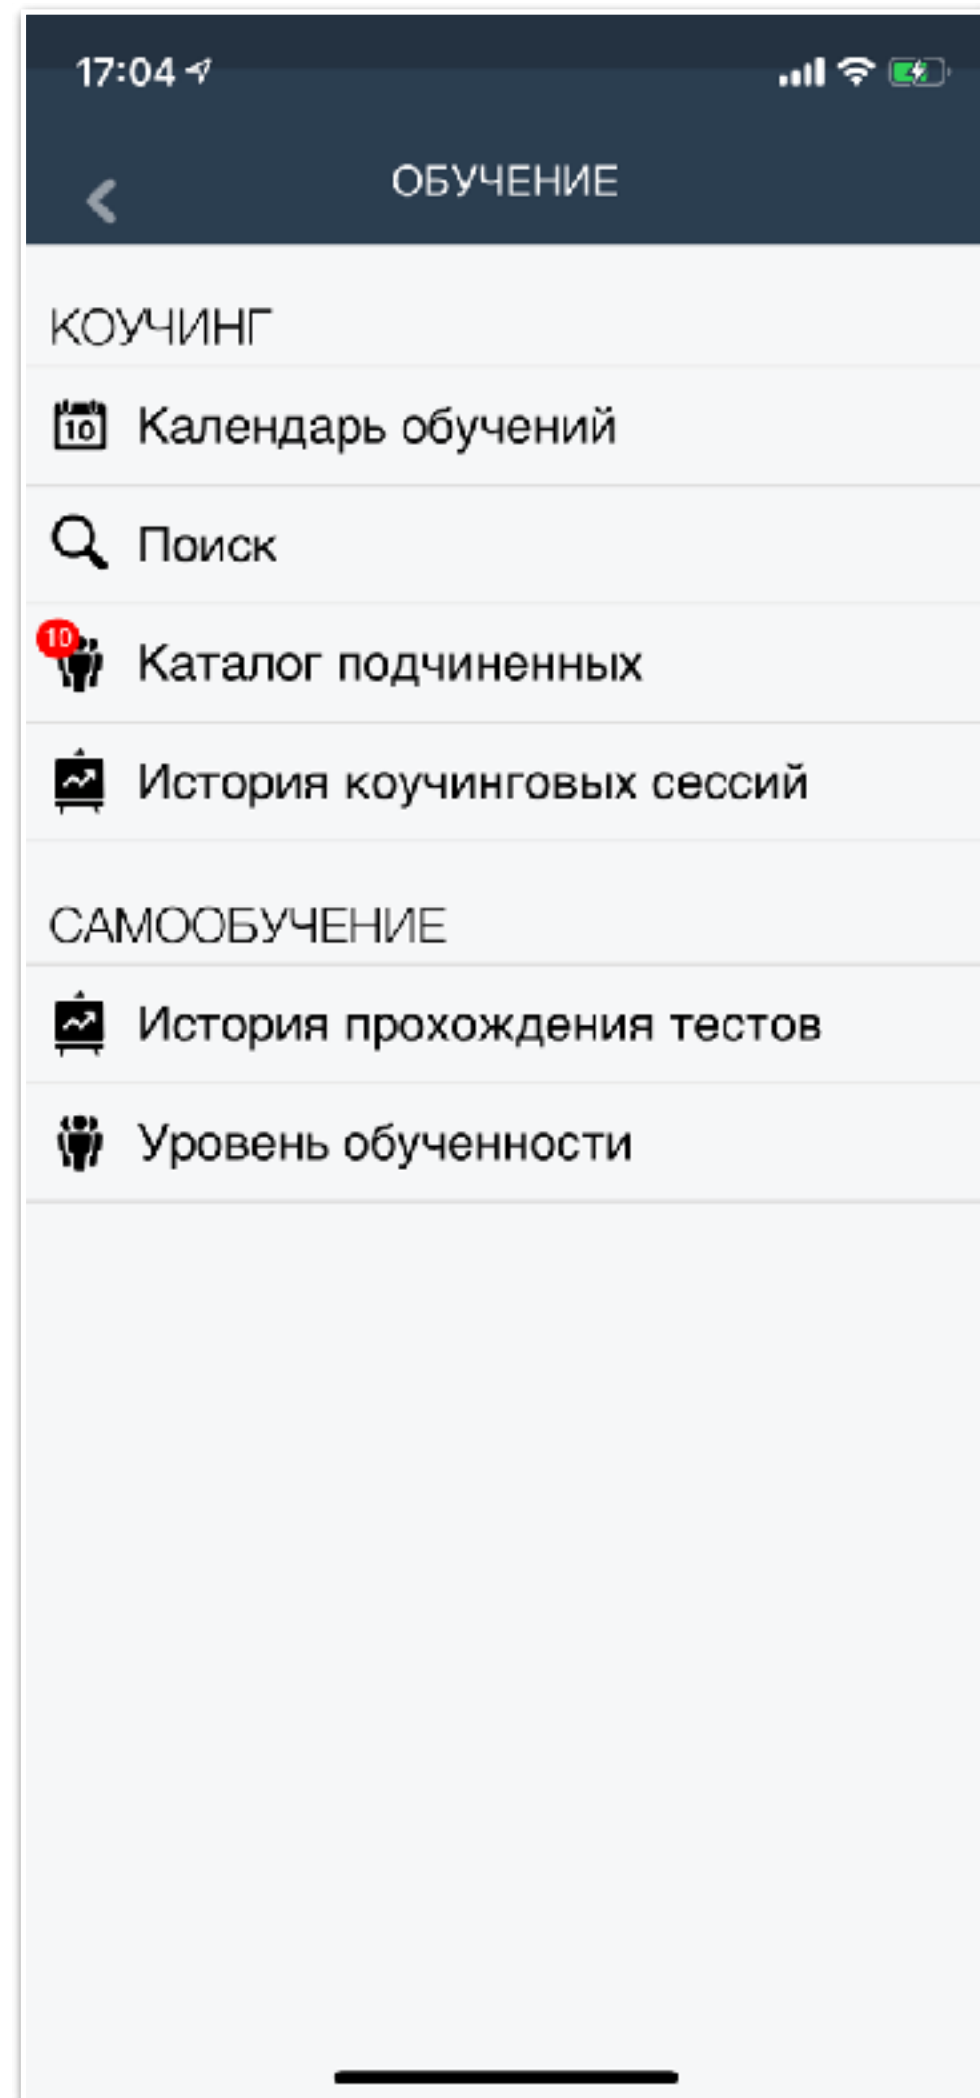 17:04
ОБУЧЕНИЕ
КОУЧИНГ
10 Календарь обучений
Поиск
10
Каталог подчиненных
История коучинговых сессий
САМООБУЧЕНИЕ
История прохождения тестов
Уровень обученности